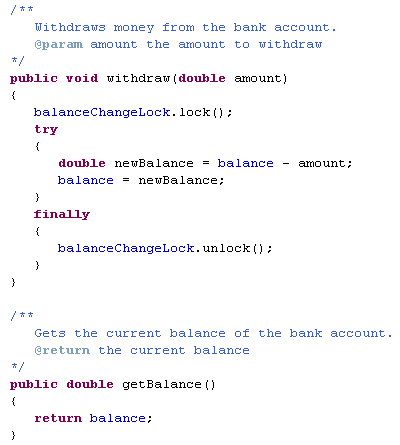 /**
Withdraws money from the bank account.
@param amount the amount to withdraw
*/
public void withdraw(double amount)
{
balanceChangeLock.lock();
try
{
double newBalance = balance - amount;
balance = newBalance;
}
finally
{
balanceChangeLock.unlock();
}
}
/**
Gets the current balance of the bank account.
@return the current balance
*/
public double getBalance()
{
return balance;
}